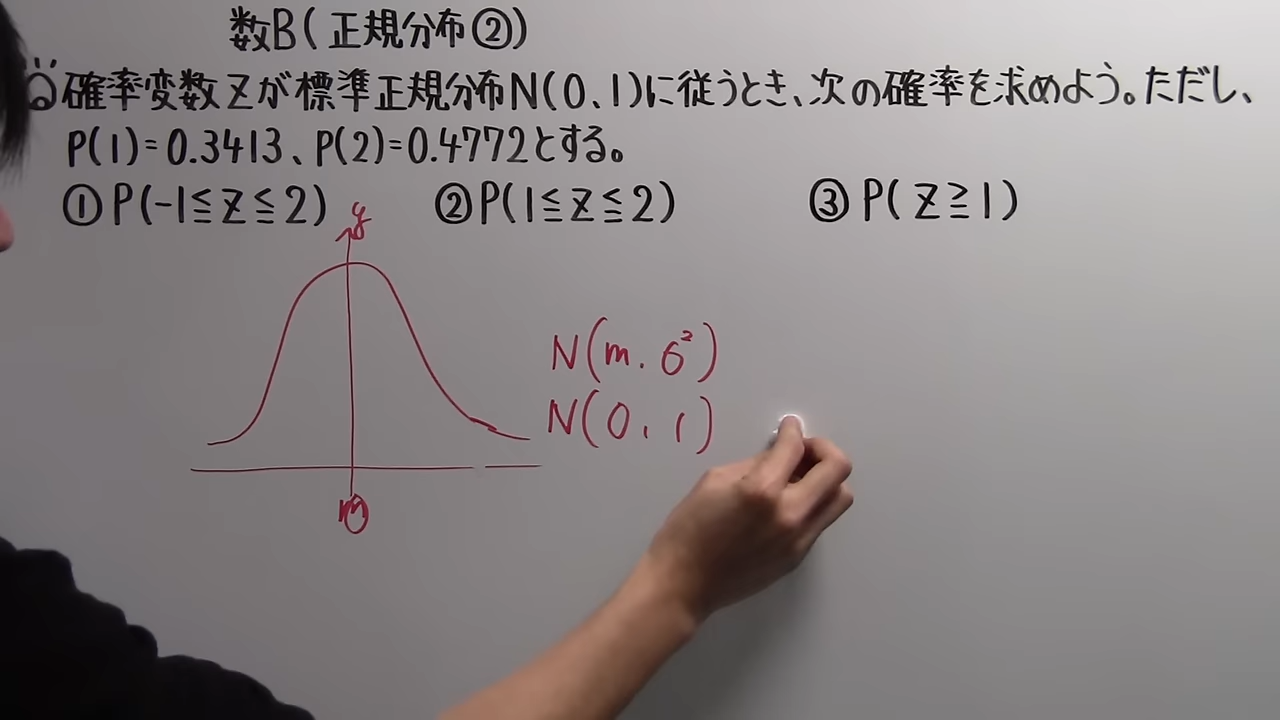 数B(正規分布②)
Q 確率変数Zが標準正規分布N(0、1)に従うとき、次の確率を求めよう。ただし、
P(1)=0.3413、P(2)=0.4772とする。
①P(-1≦Z≦2) ②P(1≦Z≦2) ③P(Z≧1)
y
N(m.σ²)
N(0,1)
m